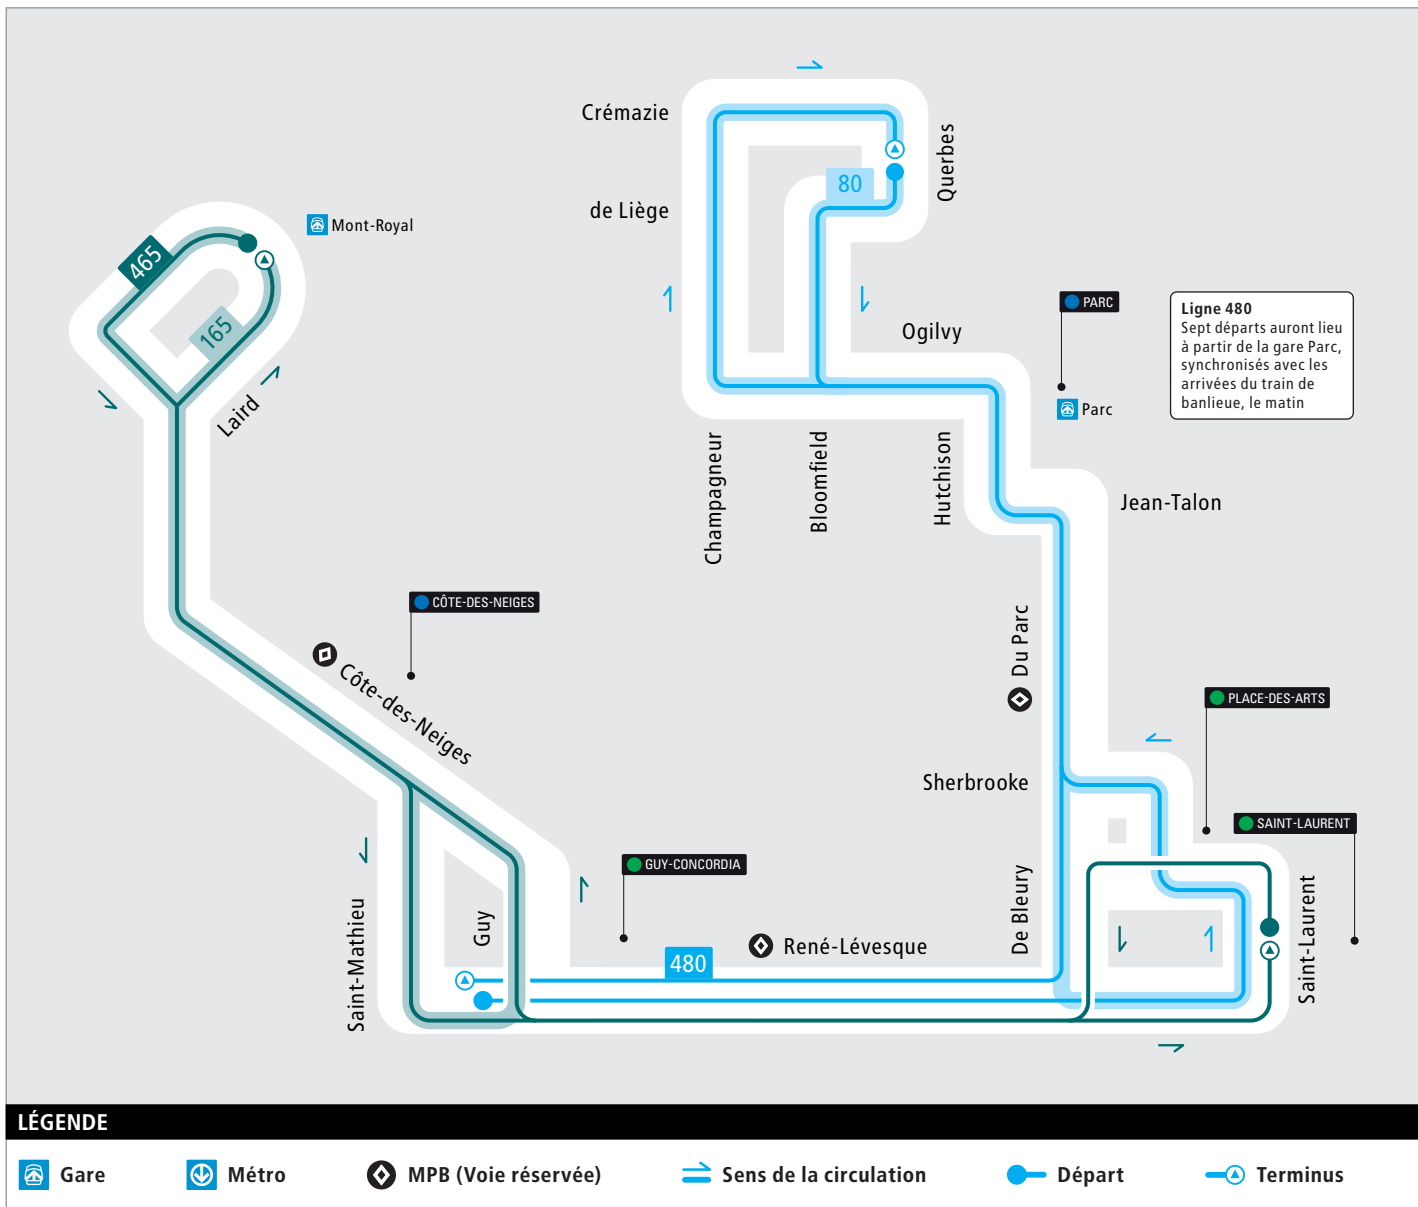 Crémazie
Querbes
80
de Liège
Mont-Royal
465
165
Laird
Ogilvy
PARC
Parc
Ligne 480
Sept départs auront lieu
à partir de la gare Parc,
synchronisés avec les
arrivées du train de
banlieue, le matin
Champagneur
Bloomfield
Hutchison
Jean-Talon
CÔTE-DES-NEIGES
Côte-des-Neiges
Du Parc
PLACE-DES-ARTS
Sherbrooke
SAINT-LAURENT
GUY-CONCORDIA
Saint-Mathieu
Guy
480
René-Lévesque
De Bleury
Saint-Laurent
LÉGENDE
Gare
Métro
MPB (Voie réservée)
Sens de la circulation
Départ
Terminus